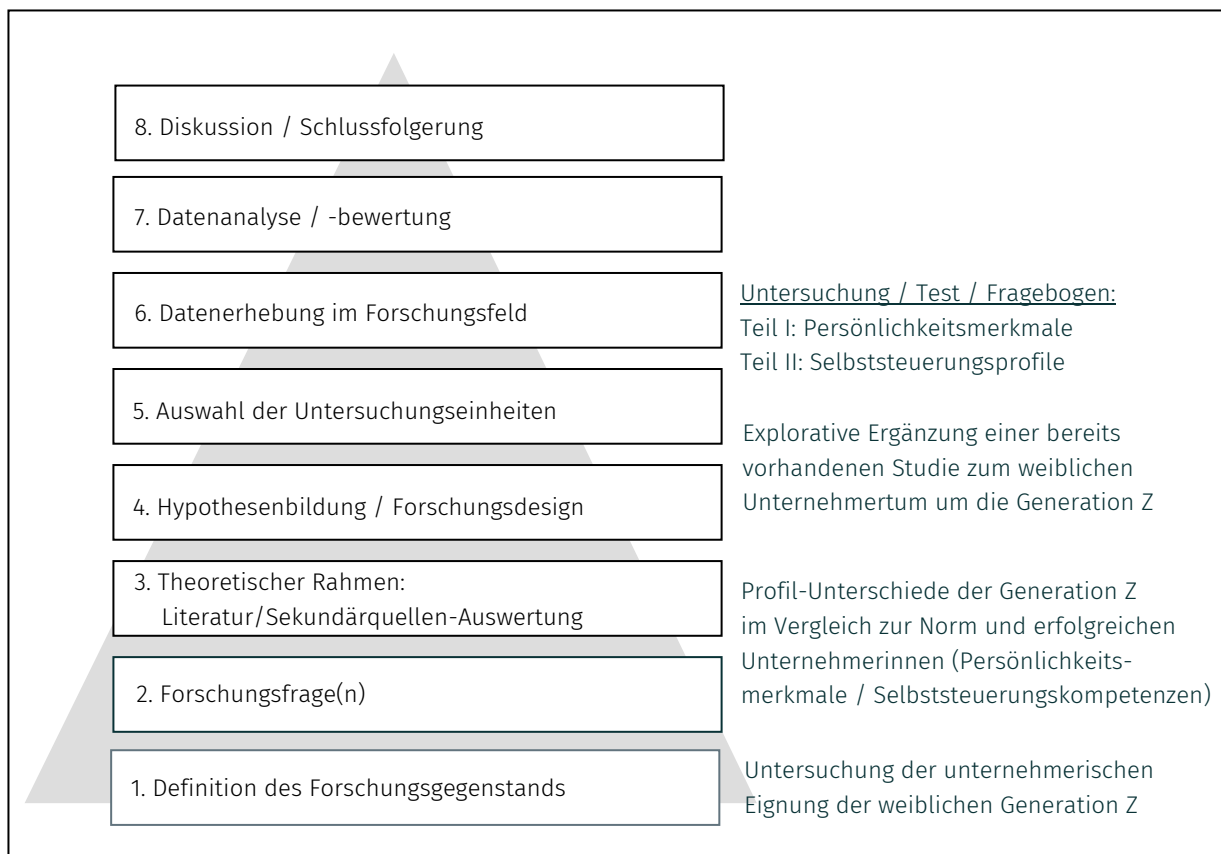 8. Diskussion / Schlussfolgerung
7. Datenanalyse / -bewertung
6. Datenerhebung im Forschungsfeld
Untersuchung / Test / Fragebogen:
Teil I: Persönlichkeitsmerkmale
Teil II: Selbststeuerungsprofile
5. Auswahl der Untersuchungseinheiten
Explorative Ergänzung einer bereits
vorhandenen Studie zum weiblichen
Unternehmertum um die Generation Z
4. Hypothesenbildung / Forschungsdesign
3. Theoretischer Rahmen:
Literatur/Sekundärquellen-Auswertung
Profil-Unterschiede der Generation Z
im Vergleich zur Norm und erfolgreichen
Unternehmerinnen (Persönlichkeits-
merkmale / Selbststeuerungskompetenzen)
2. Forschungsfrage(n)
1. Definition des Forschungsgegenstands
Untersuchung der unternehmerischen
Eignung der weiblichen Generation Z